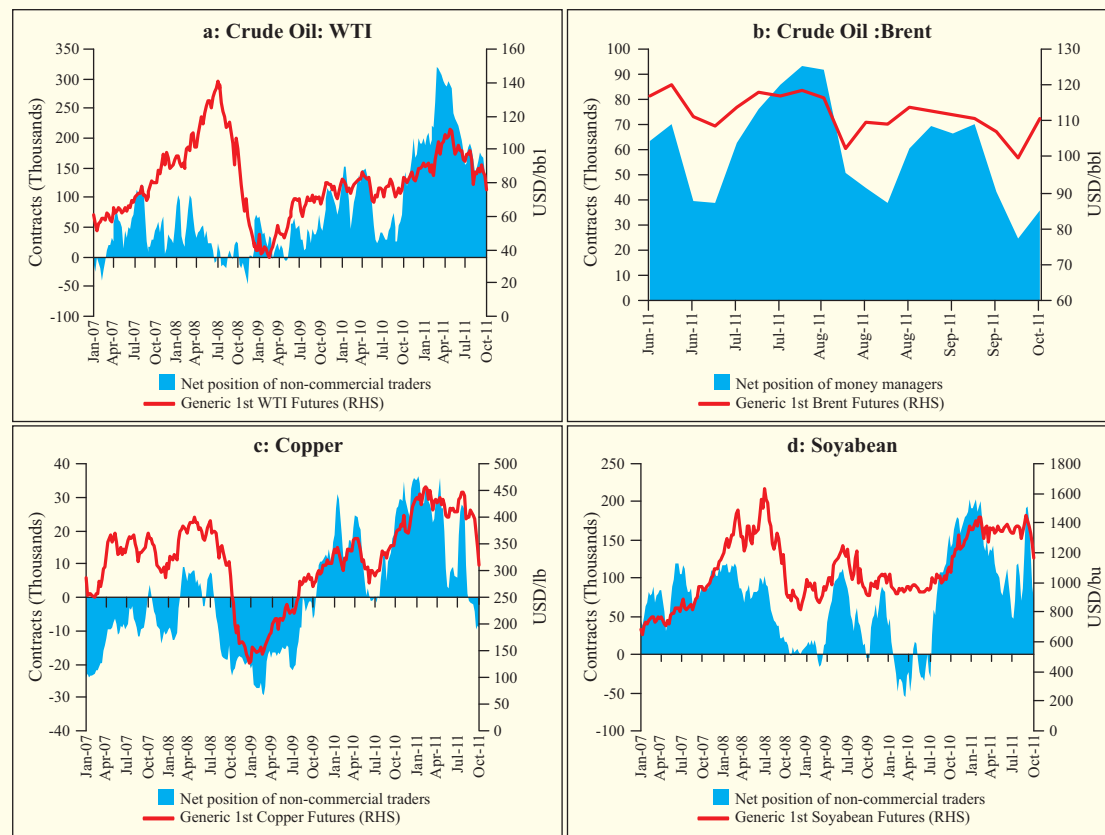 a: Crude Oil: WTI
350
300
250
200
150
100
50
0
-50
-100
Contracts (Thousands)
160
140
120
100
80
60
40
20
0
USD/bb1
Jan-07
Apr-07
Jul-07
Oct-07
Jan-08
Apr-08
Jul-08
Oct-08
Jan-09
Apr-09
Jul-09
Oct-09
Jan-10
Apr-10
Jul-10
Oct-10
Jan-11
Apr-11
Jul-11
Oct-11
Net position of non-commercial traders
Generic 1st WTI Futures (RHS)
b: Crude Oil :Brent
100
90
80
70
60
50
40
30
20
10
0
Contracts (Thousands)
130
120
110
100
90
80
70
60
USD/bbl
Jun-11
Jun-11
Jul-11
Jul-11
Aug-11
Aug-11
Aug-11
Sep-11
Sep-11
Oct-11
Net position of money managers
Generic 1st Brent Futures (RHS)
c: Copper
40
30
20
10
0
-10
-20
-30
-40
Contracts (Thousands)
500
450
400
350
300
250
200
150
100
50
0
USD/lb
Jan-07
Apr-07
Jul-07
Oct-07
Jan-08
Apr-08
Jul-08
Oct-08
Jan-09
Apr-09
Jul-09
Oct-09
Jan-10
Apr-10
Jul-10
Oct-10
Jan-11
Apr-11
Jul-11
Oct-11
Net position of non-commercial traders
Generic 1st Copper Futures (RHS)
d: Soyabean
250
200
150
100
50
0
-50
-100
Contracts (Thousands)
1800
1600
1400
1200
1000
800
600
400
200
0
USD/bu
Jan-07
Apr-07
Jul-07
Oct-07
Jan-08
Apr-08
Jul-08
Oct-08
Jan-09
Apr-09
Jul-09
Oct-09
Jan-10
Apr-10
Jul-10
Oct-10
Jan-11
Apr-11
Jul-11
Oct-11
Net position of non-commercial traders
Generic 1st Soyabean Futures (RHS)